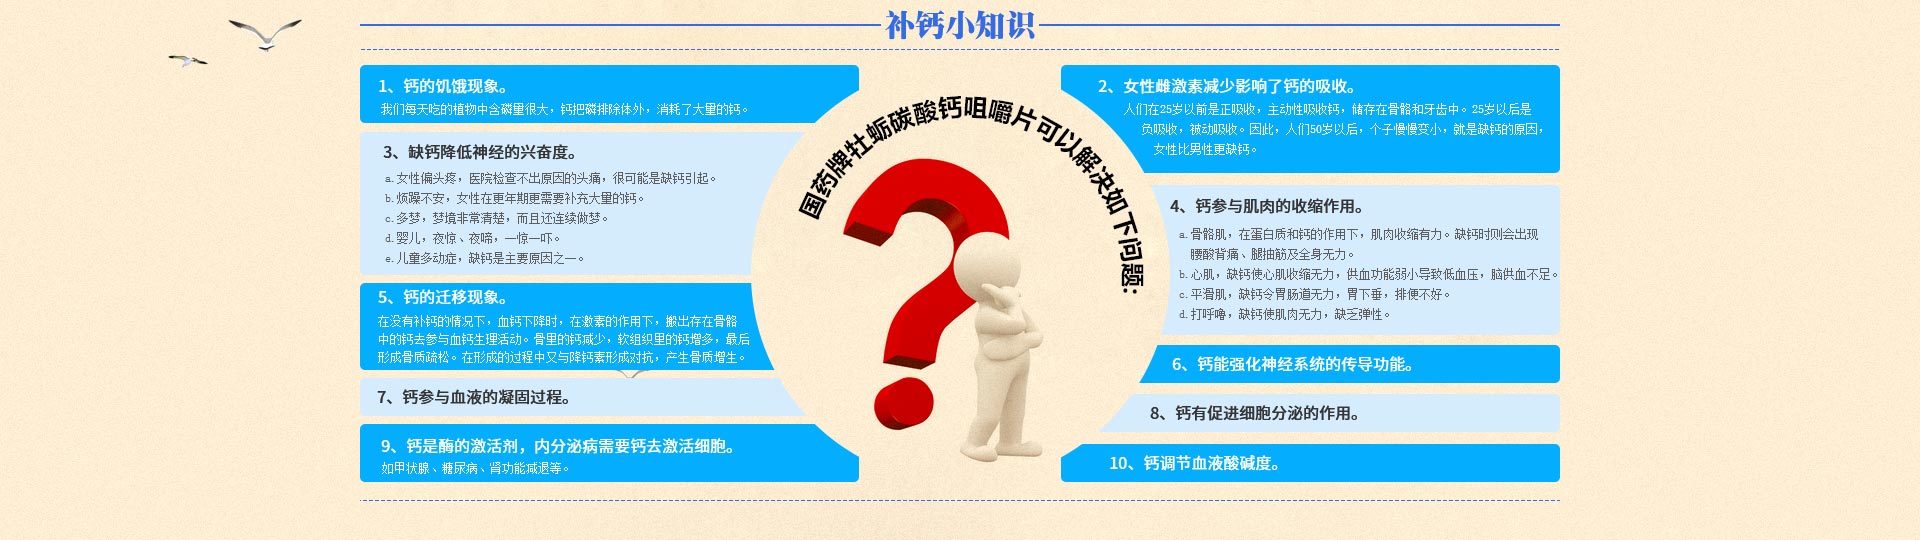 补钙小知识
1、钙的饥饿现象。
我们每天吃的植物中含磷量很大，钙把磷排除体外，消耗了大量的钙。
2、女性雌激素减少影响了钙的吸收。
人们在25岁以前是正吸收，主动性吸收钙，储存在骨骼和牙齿中。25岁以后是
负吸收，被动吸收。因此，人们50岁以后，个子慢慢变小，就是缺钙的原因，
女性比男性更缺钙。
国药牌牡蛎碳酸钙咀嚼片可以解决如下问题：
3、缺钙降低神经的兴奋度。
a. 女性偏头疼，医院检查不出原因的头痛，很可能是缺钙引起。
b. 烦躁不安，女性在更年期更需要补充大量的钙。
c. 多梦，梦境非常清楚，而且还连续做梦。
d. 婴儿，夜惊、夜啼，一惊一吓。
e. 儿童多动症，缺钙是主要原因之一。
4、钙参与肌肉的收缩作用。
a. 骨骼肌，在蛋白质和钙的作用下，肌肉收缩有力。缺钙时则会出现
腰酸背痛、腿抽筋及全身无力。
b. 心肌，缺钙使心肌收缩无力，供血功能弱小导致低血压，脑供血不足。
c. 平滑肌，缺钙令胃肠道无力，胃下垂，排便不好。
d. 打呼噜，缺钙使肌肉无力，缺乏弹性。
5、钙的迁移现象。
在没有补钙的情况下，血钙下降时，在激素的作用下，搬出存在骨骼
中的钙去参与血钙生理活动。骨里的钙减少，软组织里的钙增多，最后
形成骨质疏松。在形成的过程中又与降钙素形成对抗，产生骨质增生。
6、钙能强化神经系统的传导功能。
7、钙参与血液的凝固过程。
8、钙有促进细胞分泌的作用。
9、钙是酶的激活剂，内分泌病需要钙去激活细胞。
如甲状腺、糖尿病、肾功能减退等。
10、钙调节血液酸碱度。